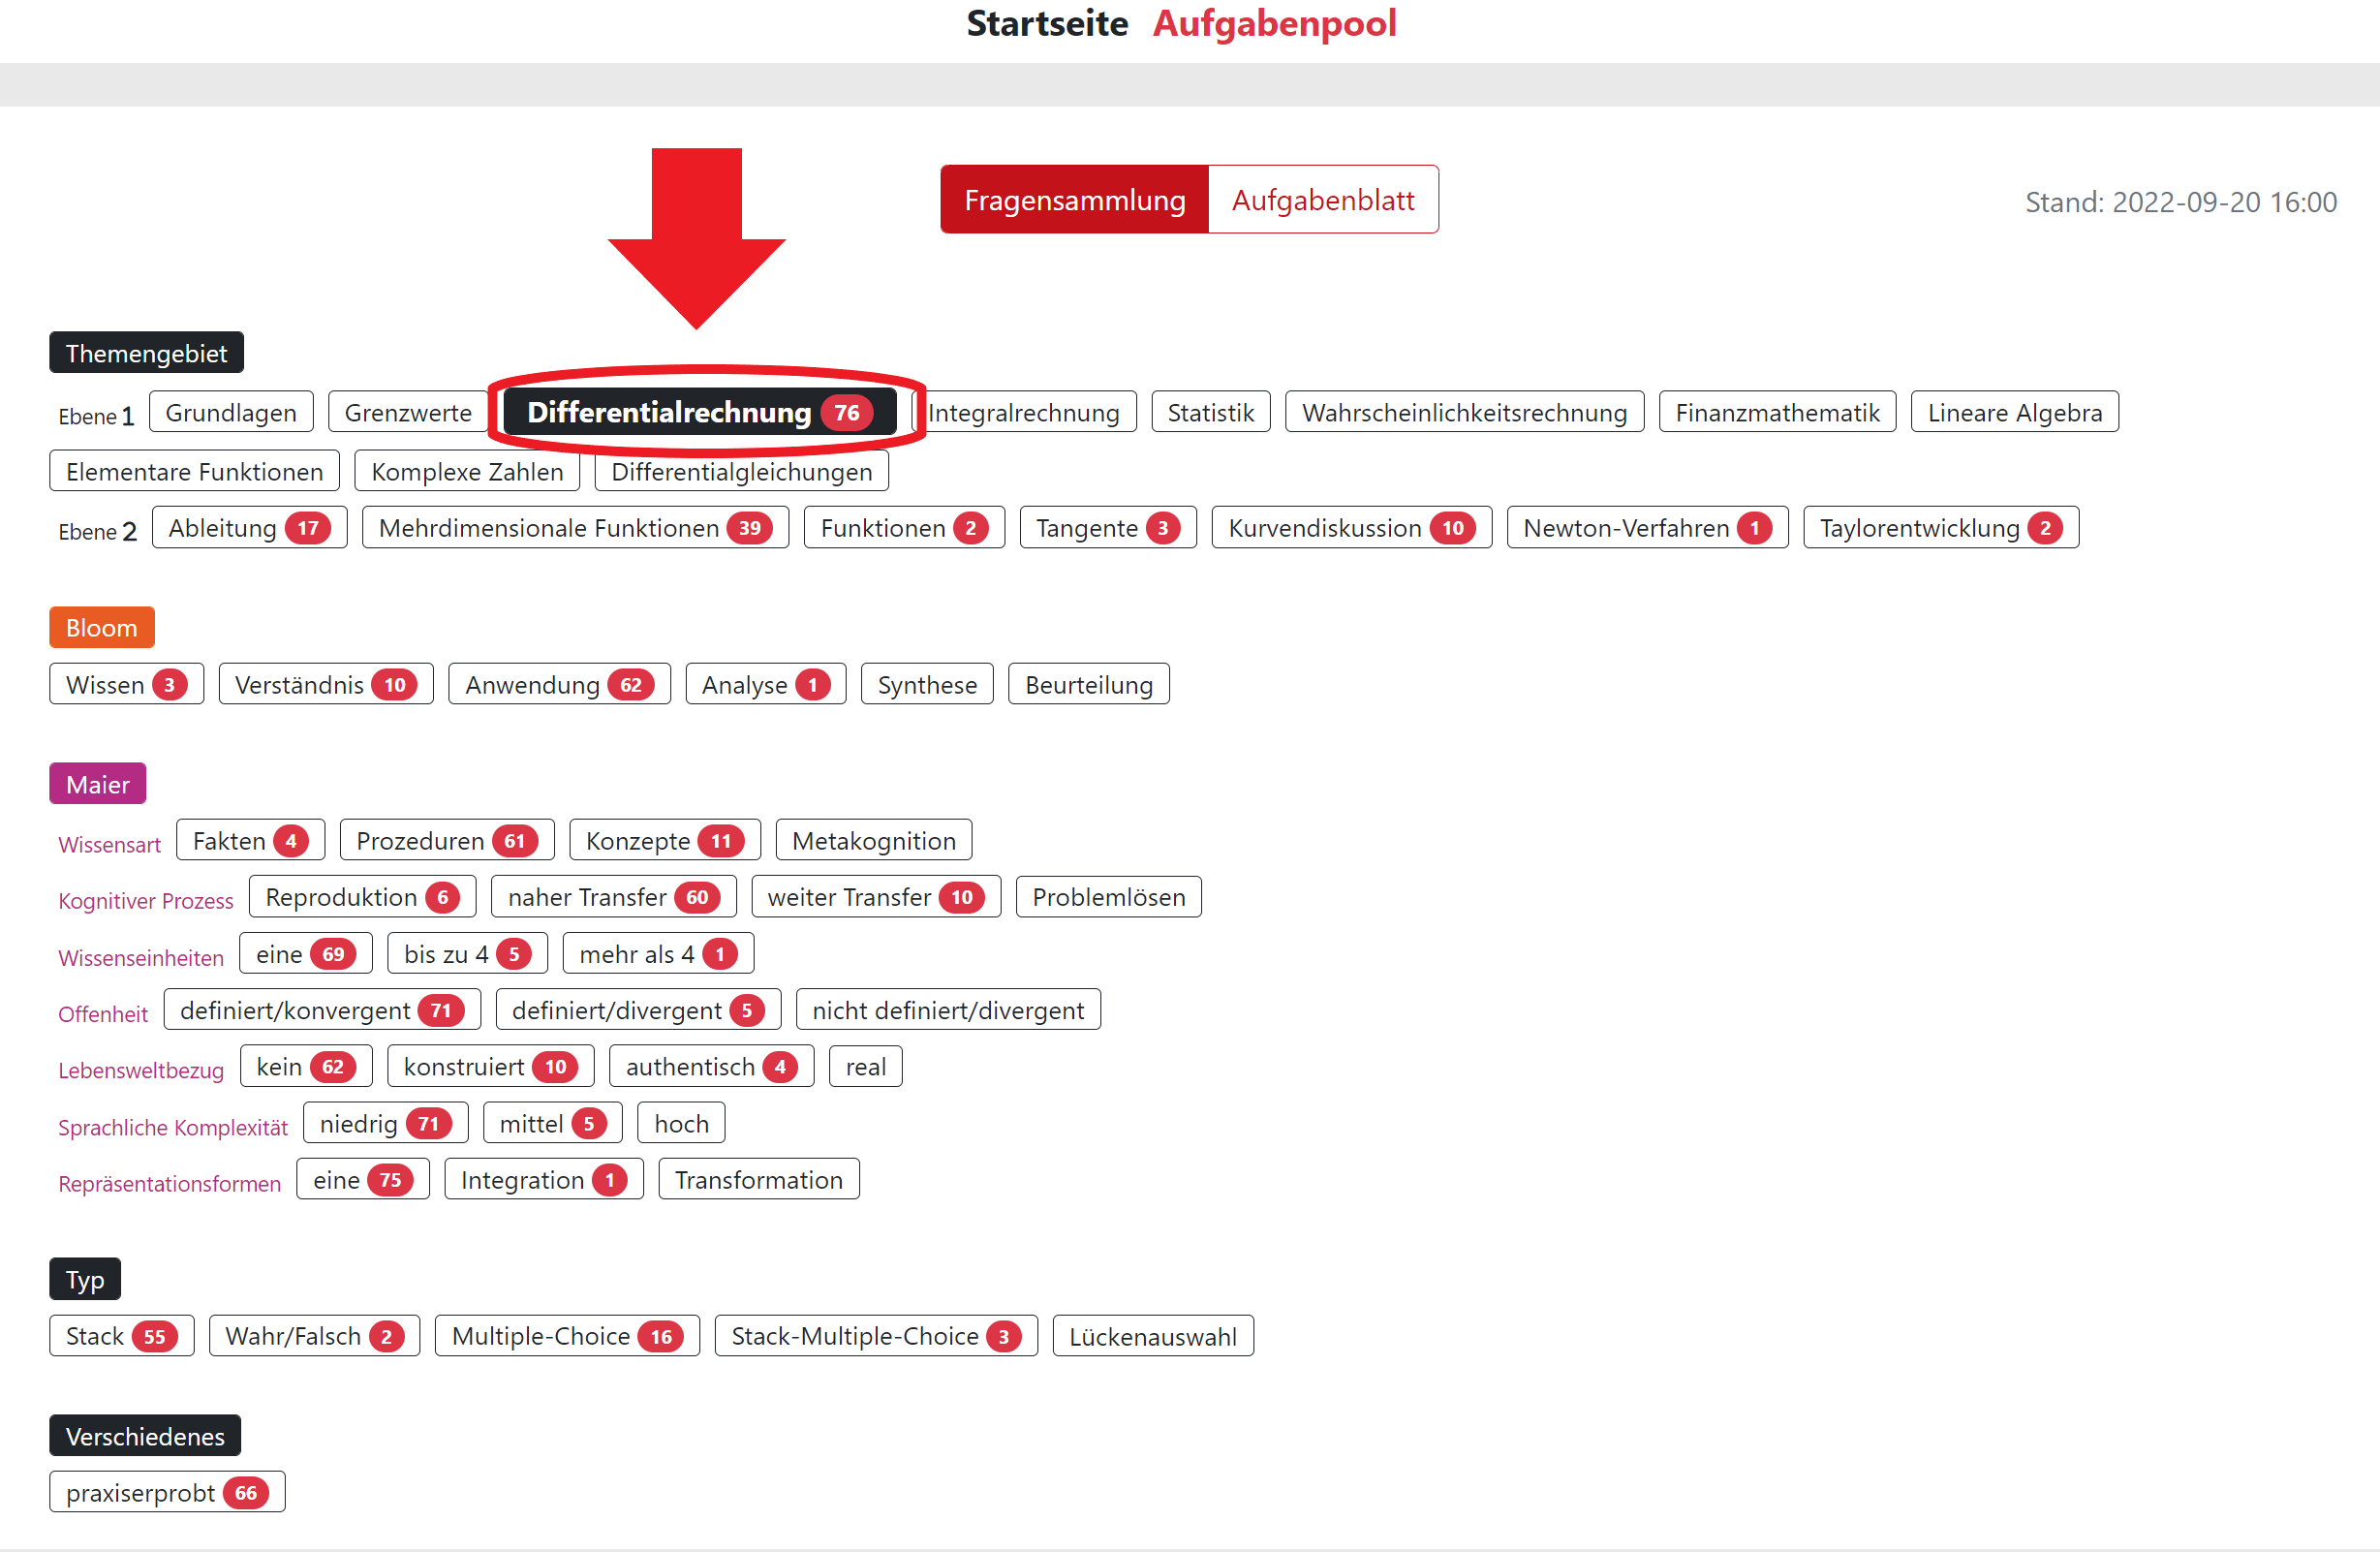 Startseite Aufgabenpool
Fragensammlung Aufgabenblatt
Stand: 2022-09-20 16:00
Themengebiet
Ebene 1 Grundlagen Grenzwerte Differentialrechnung 76 Integralrechnung Statistik Wahrscheinlichkeitsrechnung Finanzmathematik Lineare Algebra
Elementare Funktionen Komplexe Zahlen Differentialgleichungen
Ebene 2 Ableitung 17 Mehrdimensionale Funktionen 39 Funktionen 2 Tangente 3 Kurvendiskussion 10 Newton-Verfahren 1 Taylorentwicklung 2
Bloom
Wissen 3 Verständnis 10 Anwendung 62 Analyse 1 Synthese Beurteilung
Maier
Wissensart Fakten 4 Prozeduren 61 Konzepte 11 Metakognition
Kognitiver Prozess Reproduktion 6 naher Transfer 60 weiter Transfer 10 Problemlösen
Wissenseinheiten eine 69 bis zu 4 5 mehr als 4 1
Offenheit definiert/konvergent 71 definiert/divergent 5 nicht definiert/divergent
Lebensweltbezug kein 62 konstruiert 10 authentisch 4 real
Sprachliche Komplexität niedrig 71 mittel 5 hoch
Repräsentationsformen eine 75 Integration 1 Transformation
Typ
Stack 55 Wahr/Falsch 2 Multiple-Choice 16 Stack-Multiple-Choice 3 Lückenauswahl
Verschiedenes
praxiserprobt 66